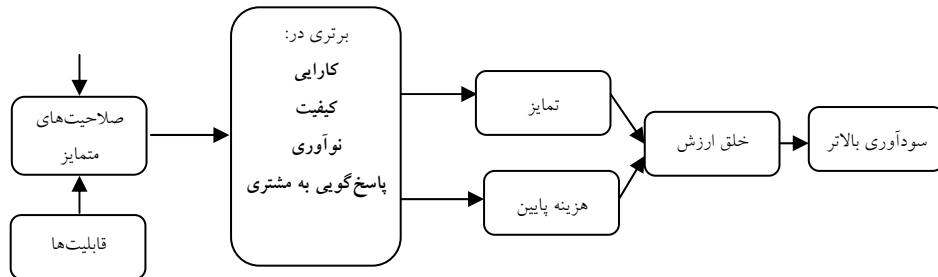 برتری در:
کارایی
کیفیت
نوآوری
پاسخ‌گویی به مشتری
صلاحیت‌های
متمایز
قابلیت‌ها
تمایز
هزینه پایین
خلق ارزش
سودآوری بالاتر